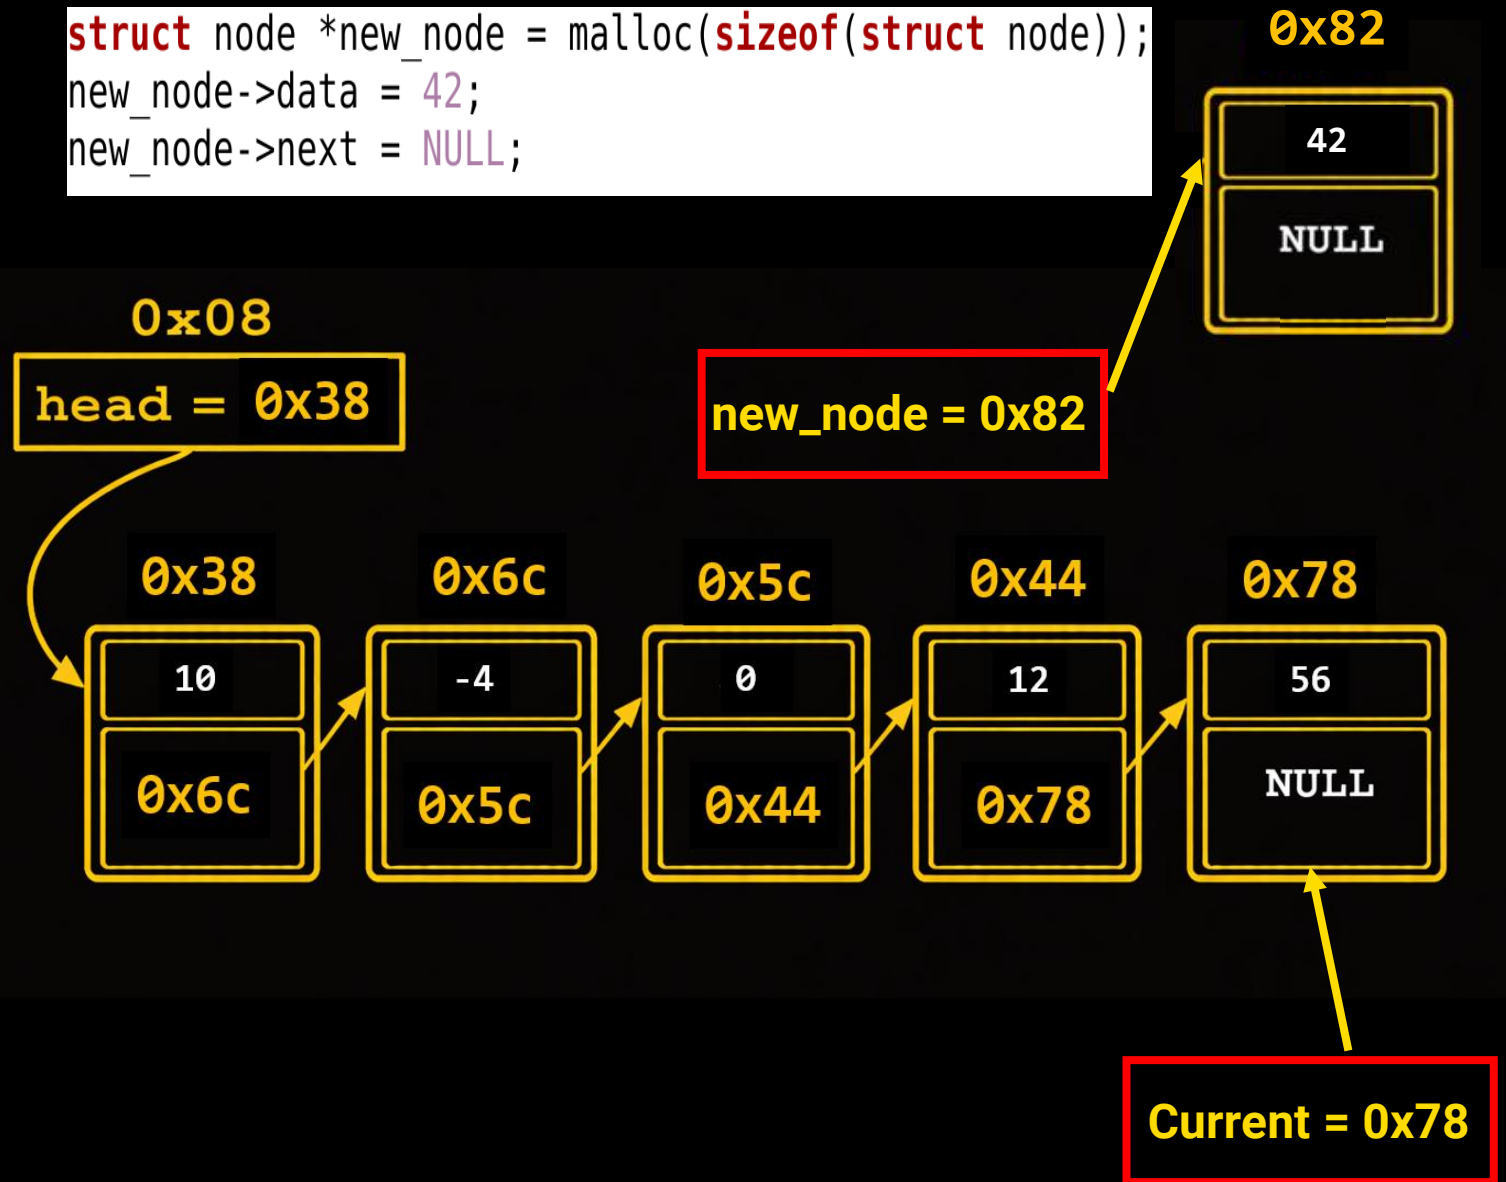 struct node *new_node = malloc(sizeof(struct node));
new_node->data = 42;
new_node->next = NULL;
0x82
42
NULL
0x08
head = 0x38
new_node = 0x82
0x38
0x6c
0x5c
0x44
0x78
10
-4
0
12
56
0x6c
0x5c
0x44
0x78
NULL
Current = 0x78